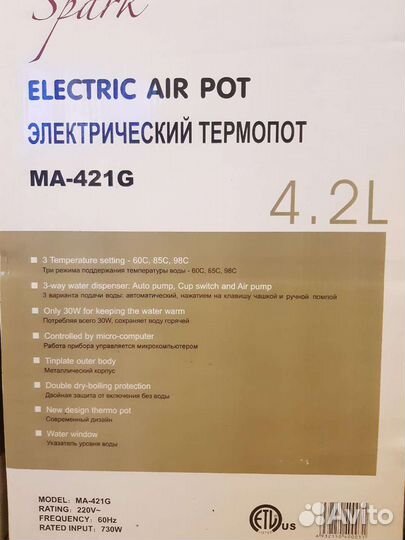 Spark
ELECTRIC AIR POT
ЭЛЕКТРИЧЕСКИЙ ТЕРМОПОТ
MA-421G
4.2L
3 Temperature setting - 60C, 85C, 98C
Три режима поддержания температуры воды - 60C, 85C, 98C
3-way water dispenser: Auto pump, Cup switch and Air pump
3 варианта подачи воды: автоматический, нажатием на клавишу чашкой и ручной помпой
Only 30W for keeping the water warm
Потребляя всего 30W, сохраняет воду горячей
Controlled by micro-computer
Работа прибора управляется микрокомпьютером
Tinplate outer body
Металлический корпус
Double dry-boiling protection
Двойная защита от включения без воды
New design thermo pot
Современный дизайн
Water window
Указатель уровня воды
MODEL: MA-421G
RATING: 220V~
FREQUENCY: 60Hz
RATED INPUT: 730W
ETL US
Avito